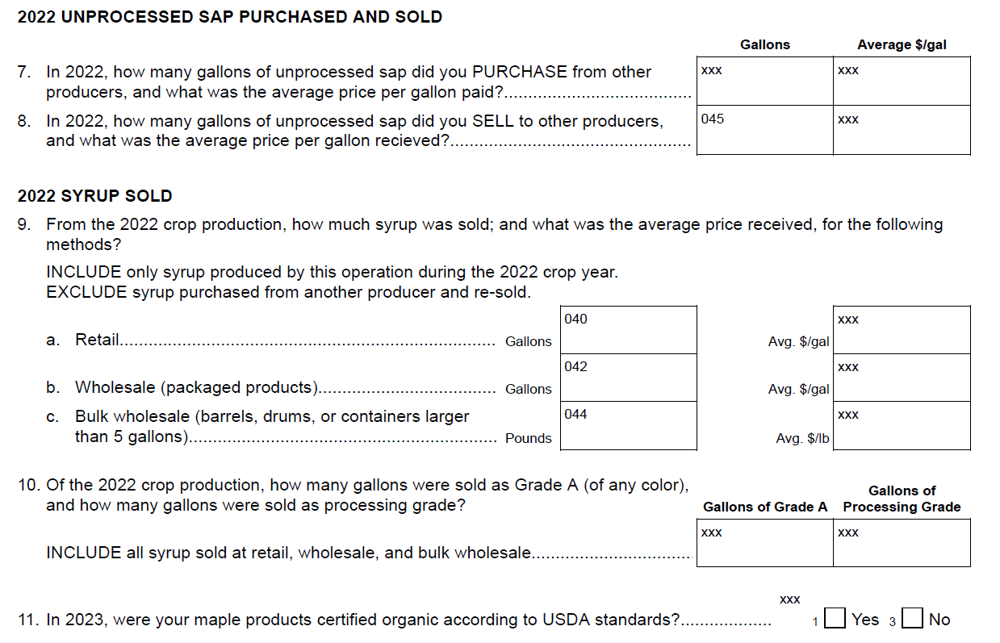 2022 UNPROCESSED SAP PURCHASED AND SOLD
Gallons Average $/gal
7. In 2022, how many gallons of unprocessed sap did you PURCHASE from other xxx xxx
producers, and what was the average price per gallon paid?.......................................
8. In 2022, how many gallons of unprocessed sap did you SELL to other producers, 045 xxx
and what was the average price per gallon recieved?..................................................
2022 SYRUP SOLD
9. From the 2022 crop production, how much syrup was sold; and what was the average price received, for the following
methods?
INCLUDE only syrup produced by this operation during the 2022 crop year.
EXCLUDE syrup purchased from another producer and re-sold.
040 xxx
a. Retail.............................................................................. Gallons Avg. $/gal
042 xxx
b. Wholesale (packaged products)..................................... Gallons Avg. $/gal
c. Bulk wholesale (barrels, drums, or containers larger 044 xxx
than 5 gallons)................................................................ Pounds Avg. $/lb
10. Of the 2022 crop production, how many gallons were sold as Grade A (of any color),
and how many gallons were sold as processing grade? Gallons of Grade A Gallons of Processing Grade
xxx xxx
INCLUDE all syrup sold at retail, wholesale, and bulk wholesale.................................
xxx
11. In 2023, were your maple products certified organic according to USDA standards?................... 1 Yes 3 No